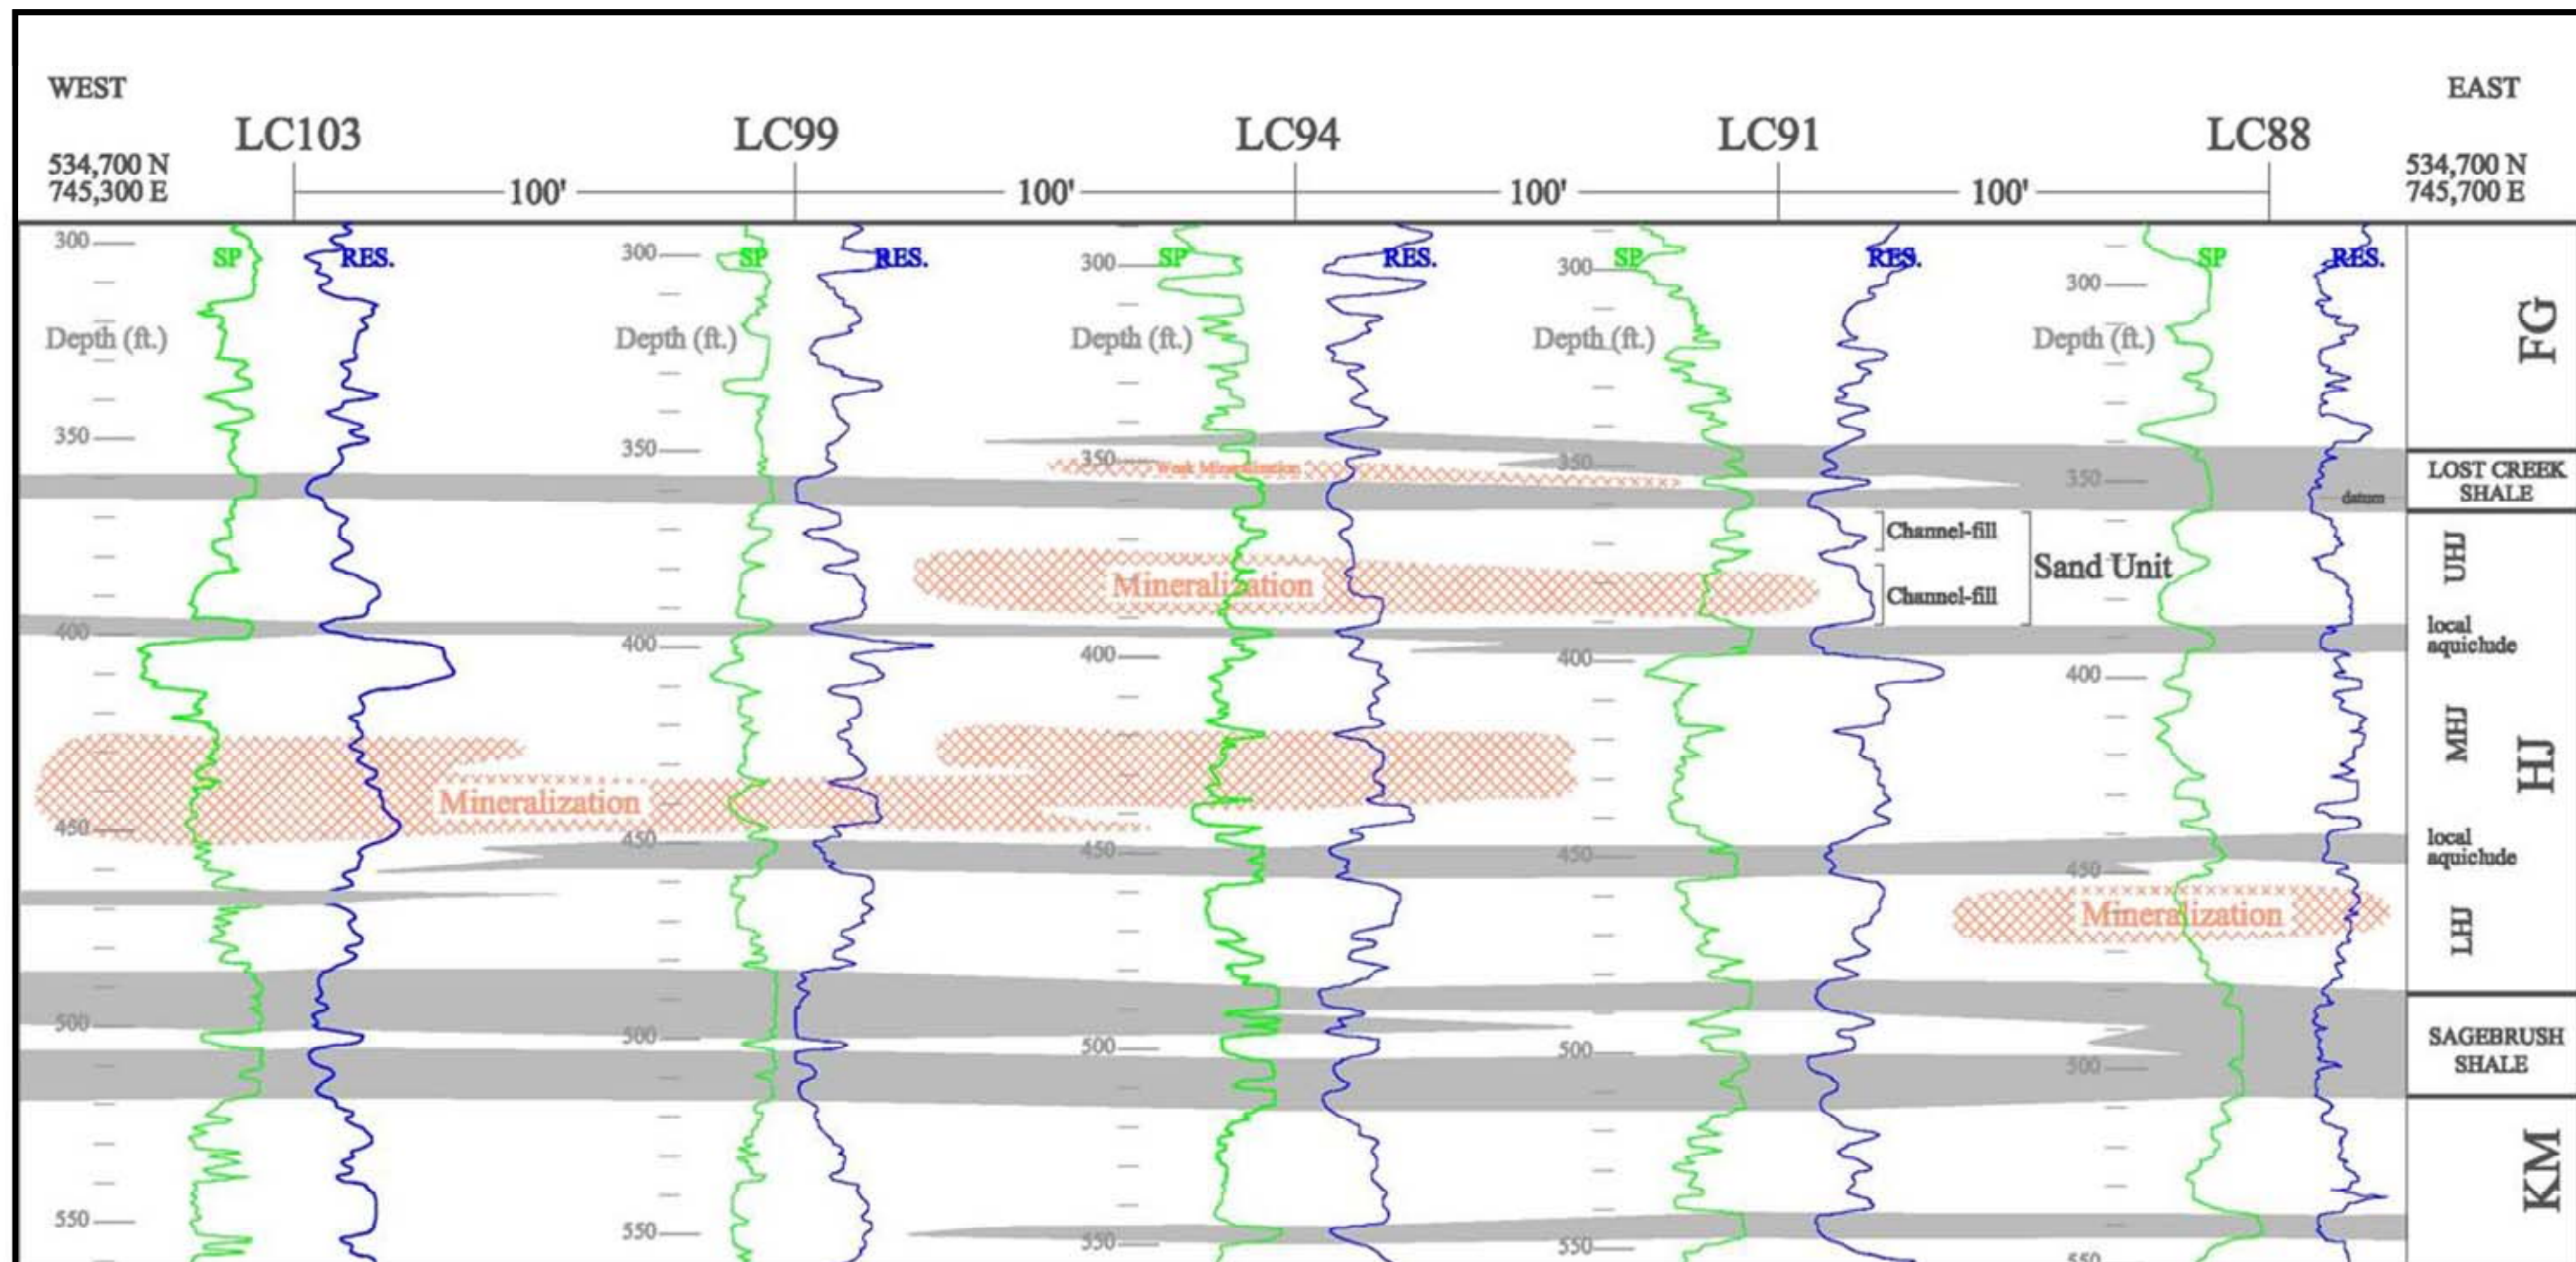 WEST
EAST
LC103
LC99
LC94
LC91
LC88
534,700 N
745,300 E
534,700 N
745,700 E
100'
100'
100'
100'
SP
RES.
SP
RES.
SP
RES.
SP
RES.
SP
RES.
300
300
300
300
300
Depth (ft.)
Depth (ft.)
Depth (ft.)
Depth (ft.)
Depth (ft.)
FG
350
350
350
350
350
Weak Mineralization
LOST CREEK
SHALE
datum
Channel-fill
Channel-fill
Sand Unit
UHJ
Mineralization
400
400
400
400
400
local
aquiclude
MHJ
HJ
Mineralization
450
450
450
450
450
local
aquiclude
Mineralization
LHJ
500
500
500
500
500
SAGEBRUSH
SHALE
KM
550
550
550
550
550